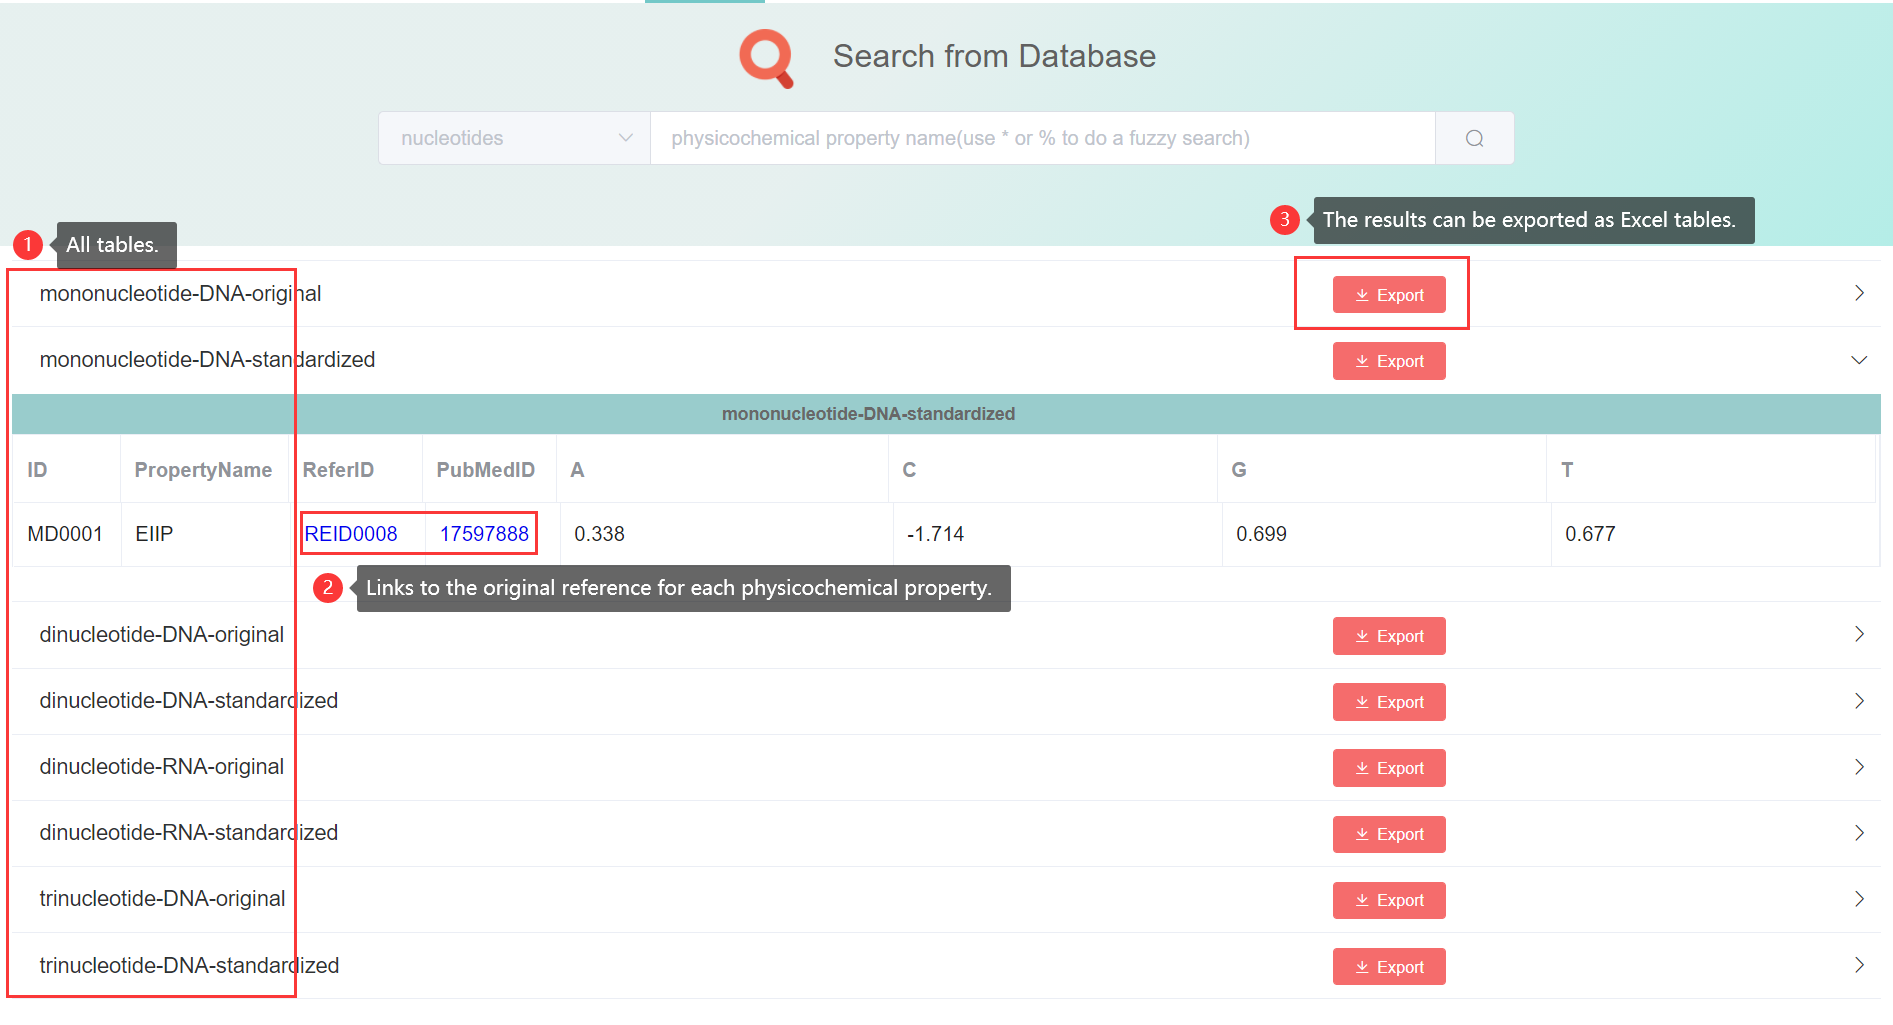 Search from Database
nucleotides
physicochemical property name(use * or % to do a fuzzy search)
1 All tables.
3 The results can be exported as Excel tables.
mononucleotide-DNA-original Export
mononucleotide-DNA-standardized Export
mononucleotide-DNA-standardized
ID PropertyName ReferID PubMedID A C G T
MD0001 EIIP REID0008 17597888 0.338 -1.714 0.699 0.677
2 Links to the original reference for each physicochemical property.
dinucleotide-DNA-original Export
dinucleotide-DNA-standardized Export
dinucleotide-RNA-original Export
dinucleotide-RNA-standardized Export
trinucleotide-DNA-original Export
trinucleotide-DNA-standardized Export